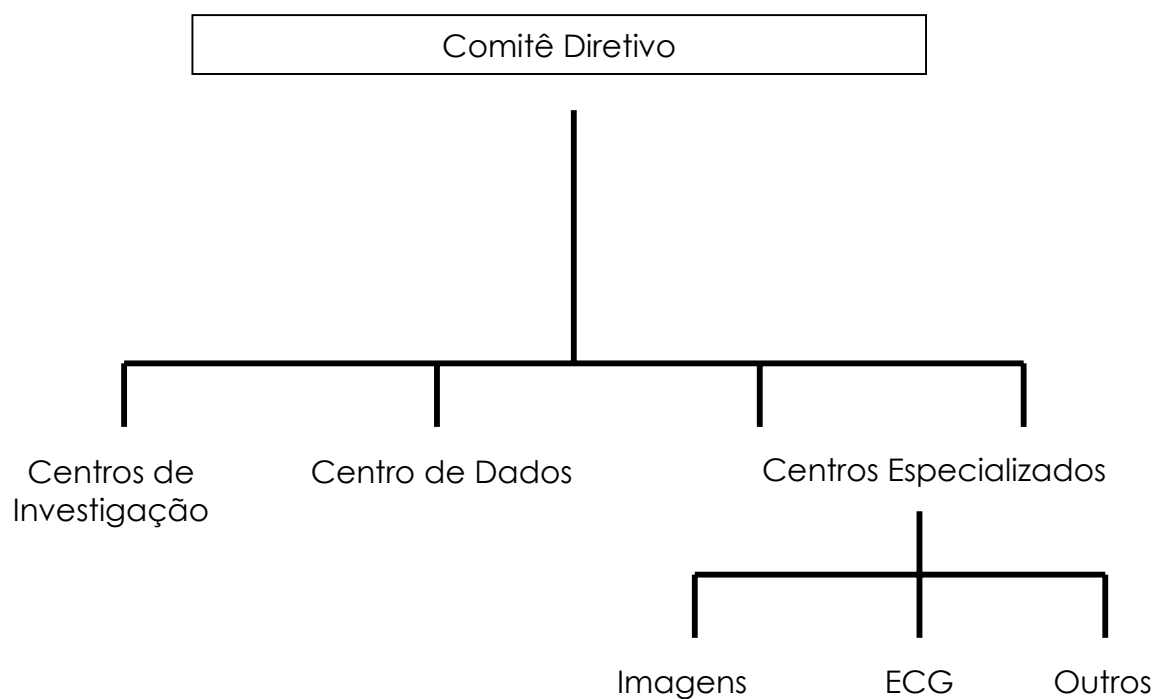 Comitê Diretivo
Centros de
Investigação
Centro de Dados
Centros Especializados
Imagens
ECG
Outros